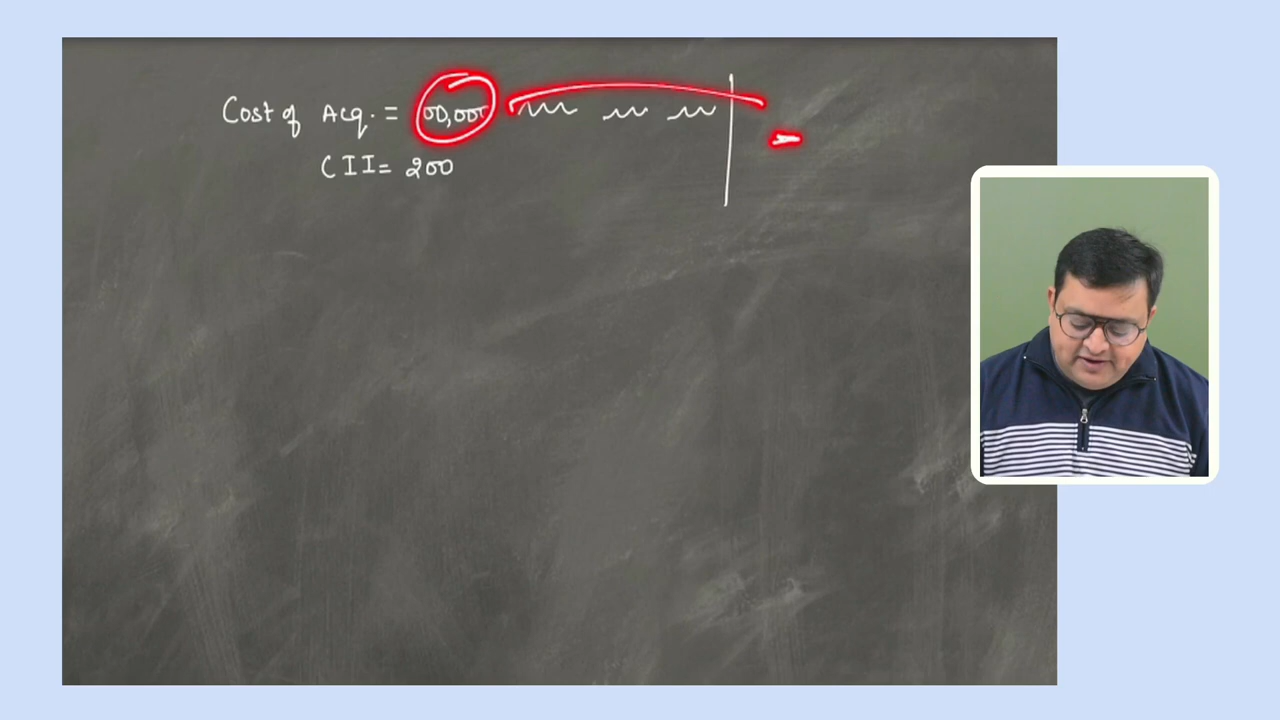 Cost of Acq. = 00,000
CII = 200